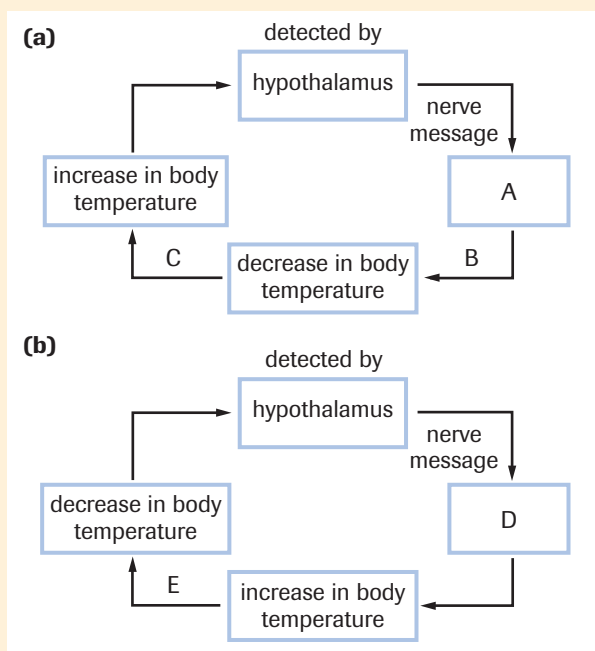 (a)
detected by
hypothalamus
nerve
message
increase in body
temperature
A
C
B
decrease in body
temperature
(b)
detected by
hypothalamus
nerve
message
decrease in body
temperature
D
E
increase in body
temperature